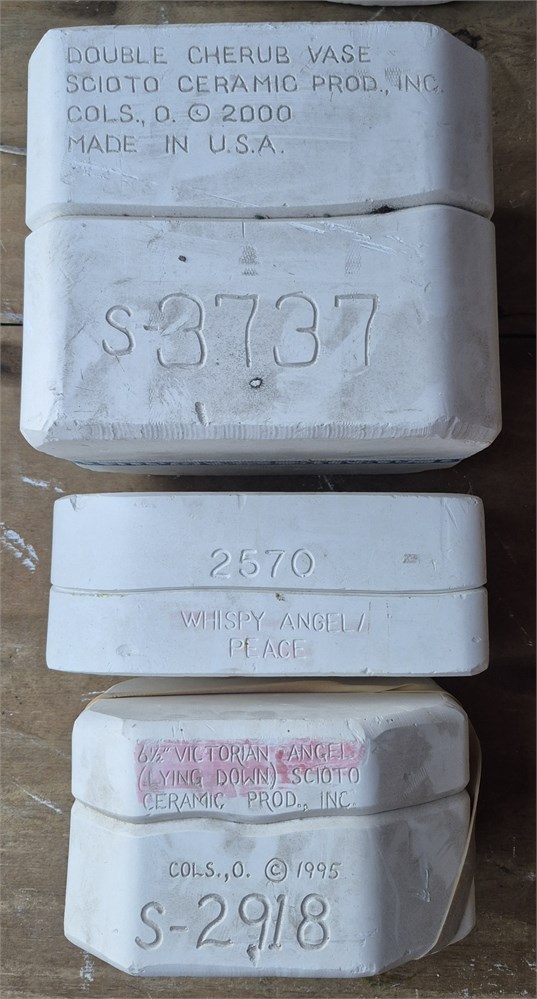 DOUBLE CHERUB VASE
SCIOTO CERAMIC PROD., INC.
COLS., O. © 2000
MADE IN U.S.A.
S-3737
2570
WHISPY ANGEL/
PEACE
6½" VICTORIAN ANGEL
(LYING DOWN) SCIOTO
CERAMIC PROD., INC.
COLS., O. © 1995
S-2918